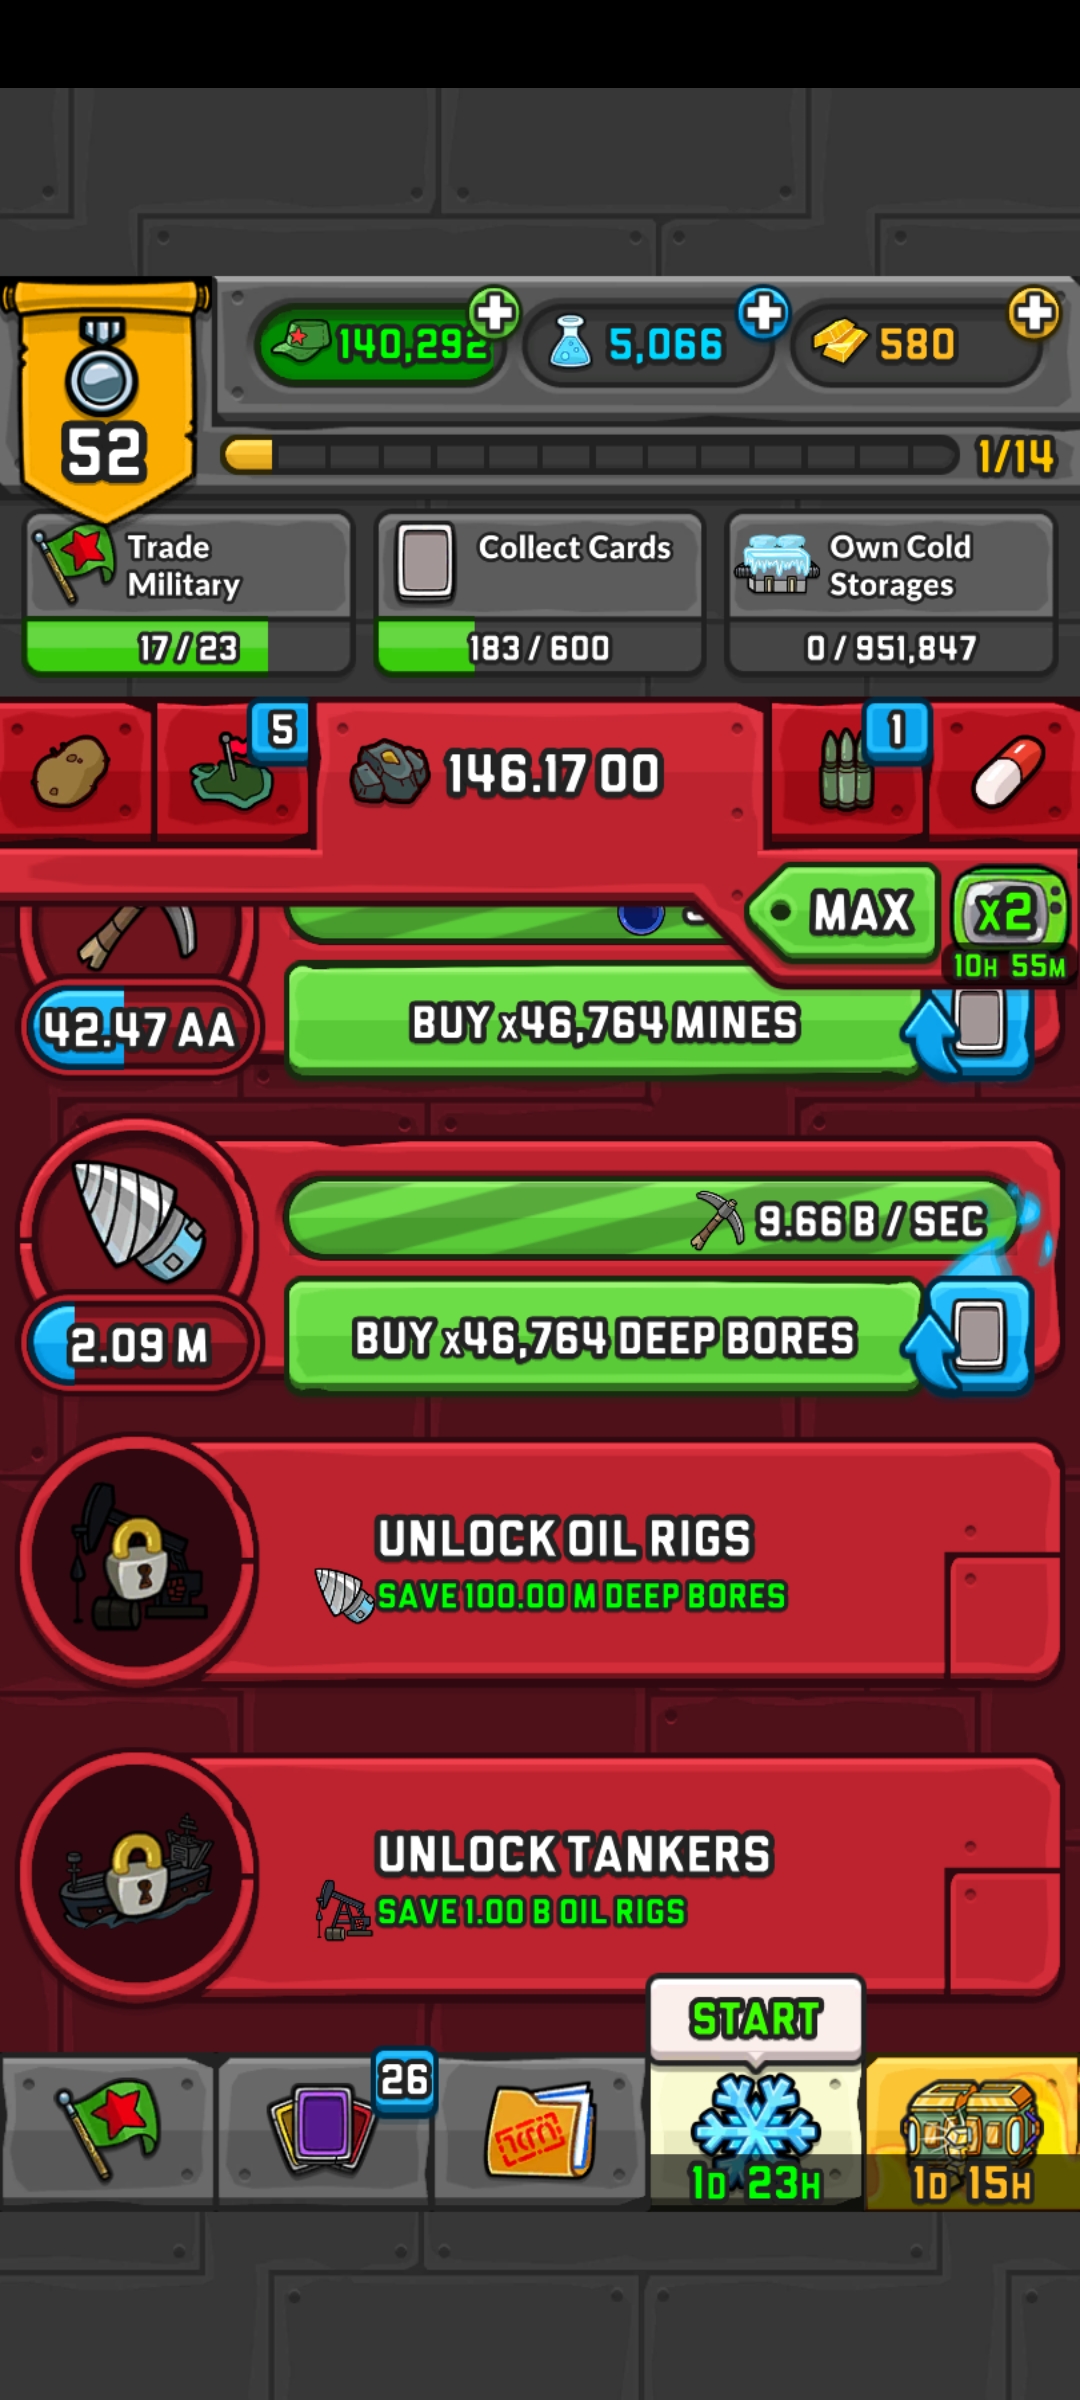 140,292
5,066
580
52
1/14
Trade
Military
17 / 23
Collect Cards
183 / 600
Own Cold
Storages
0 / 951,847
5
146.17 OO
1
MAX
x2
10H 55M
42.47 AA
BUY x46,764 MINES
9.66 B / SEC
2.09 M
BUY x46,764 DEEP BORES
UNLOCK OIL RIGS
SAVE 100.00 M DEEP BORES
UNLOCK TANKERS
SAVE 1.00 B OIL RIGS
START
26
1D 23H
1D 15H